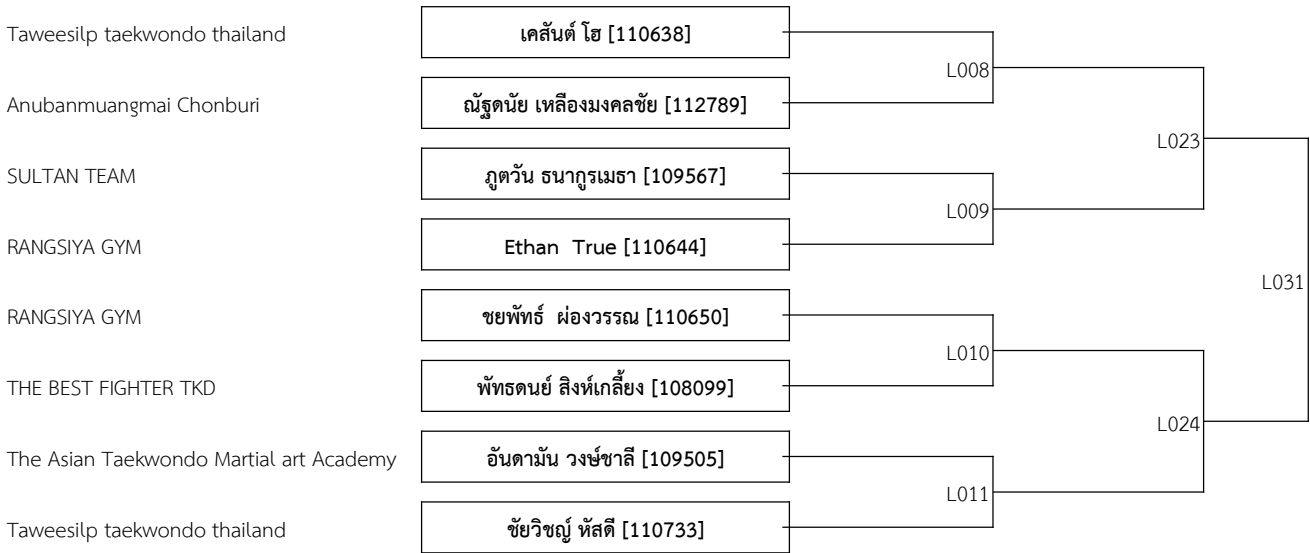 Taweesilp taekwondo thailand เคสันต์ โฮ [110638]
L008
Anubanmuangmai Chonburi ณัฐดนัย เหลืองมงคลชัย [112789]
L023
SULTAN TEAM ภูตวัน ธนากูรเมธา [109567]
L009
RANGSIYA GYM Ethan True [110644]
L031
RANGSIYA GYM ชยพัทธ์ ผ่องวรรณ [110650]
L010
THE BEST FIGHTER TKD พัทธดนย์ สิงห์เกลี้ยง [108099]
L024
The Asian Taekwondo Martial art Academy อันดามัน วงษ์ชาลี [109505]
L011
Taweesilp taekwondo thailand ชัยวิชญ์ หัสดี [110733]